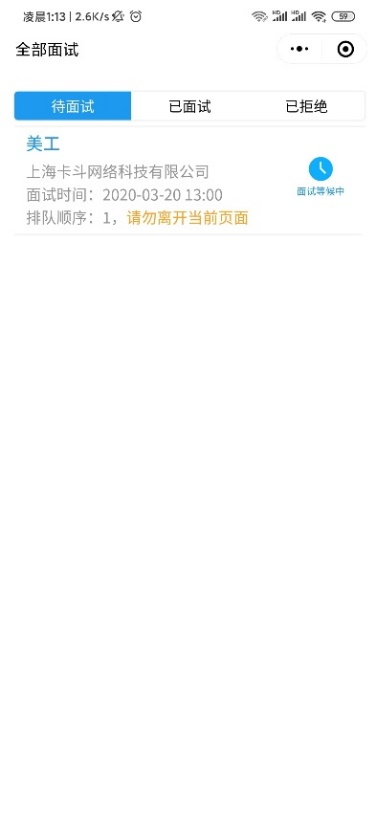 凌晨1:13 | 2.6K/s
59
全部面试
待面试
已面试
已拒绝
美工
上海卡斗网络科技有限公司
面试时间：2020-03-20 13:00
面试等候中
排队顺序：1，请勿离开当前页面